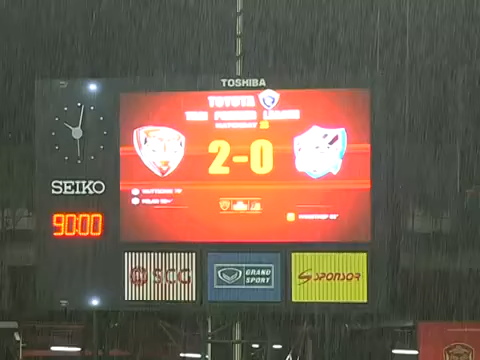 TOSHIBA
TOYOTA
THAI PREMIER LEAGUE
2-0
SEIKO
90:00
SCG
GRAND
SPORT
SPONSOR